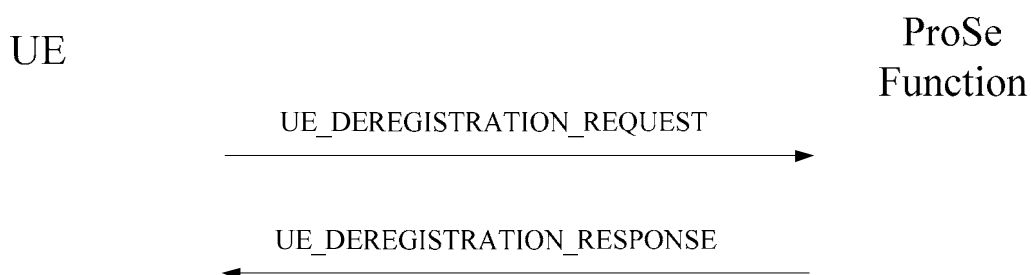 UE
ProSe
Function
UE_DEREGISTRATION_REQUEST
UE_DEREGISTRATION_RESPONSE